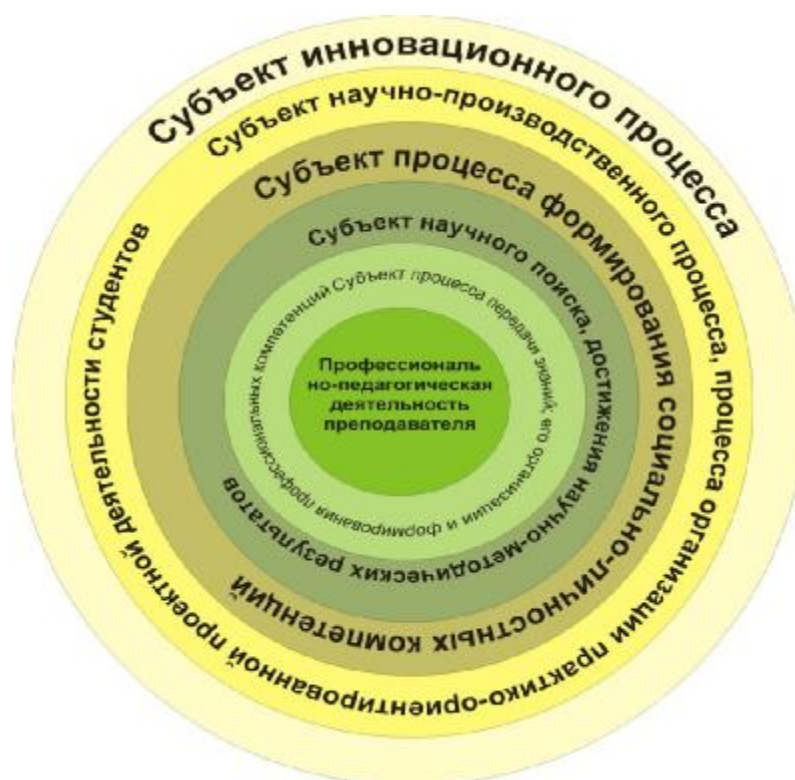 Субъект инновационного процесса
Субъект научно-производственного процесса, процесса организации практико-ориентированной проектной деятельности студентов
Субъект процесса формирования социально-личностных компетенций
Субъект научного поиска, достижения научно-методических результатов
Субъект процесса передачи знаний, его организации и формирования профессиональных компетенций
Профессиональ
но-педагогическая
деятельность
преподавателя